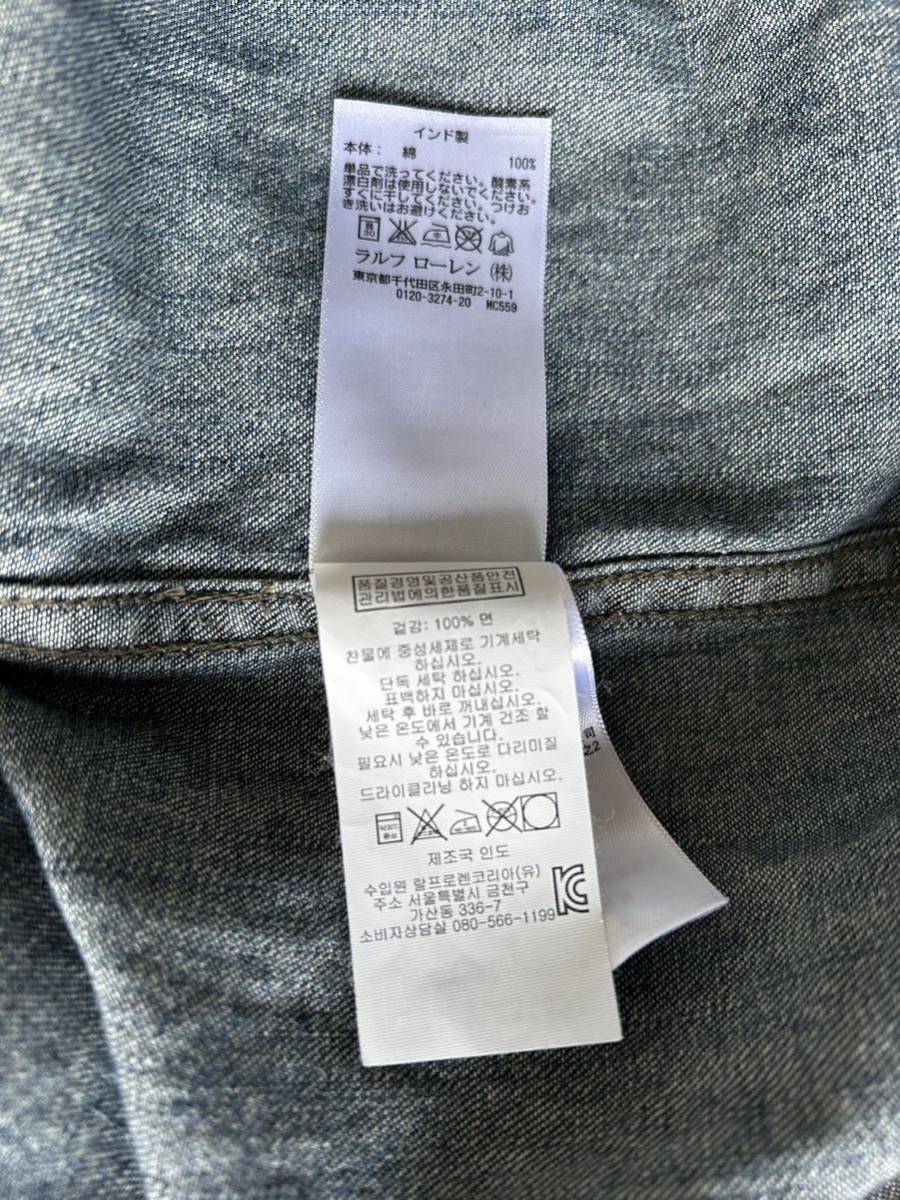 インド製
本体： 綿 100%
単品で洗ってください。酸素系
漂白剤は使用しないでください。
すぐに干してください。つけお
き洗いはお避けください。
ラルフ ローレン ㈱
東京都千代田区永田町2-10-1
0120-3274-20 MC559
품질경영및공산품안전
관리법에의한품질표시
겉감: 100% 면
찬물에 중성세제로 기계세탁
하십시오.
단독 세탁 하십시오.
표백하지 마십시오.
세탁 후 바로 꺼내십시오.
낮은 온도에서 기계 건조 할
수 있습니다.
필요시 낮은 온도로 다리미질
하십시오.
드라이클리닝 하지 마십시오.
제조국 인도
수입원 랄프로렌코리아(유)
주소 서울특별시 금천구
가산동 336-7
소비자상담실 080-566-1199